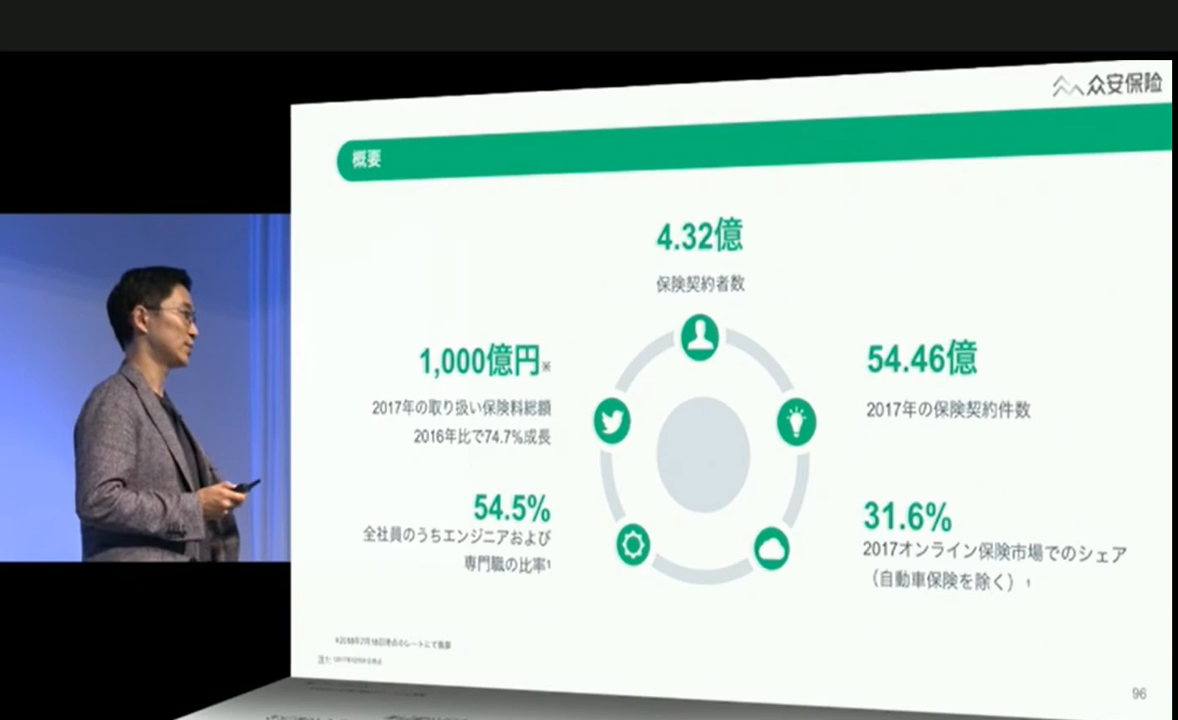 众安保险
概要
4.32億
保険契約者数
1,000億円※
2017年の取り扱い保険料総額
2016年比で74.7%成長
54.46億
2017年の保険契約件数
54.5%
全社員のうちエンジニアおよび
専門職の比率1
31.6%
2017オンライン保険市場でのシェア
（自動車保険を除く）1
96